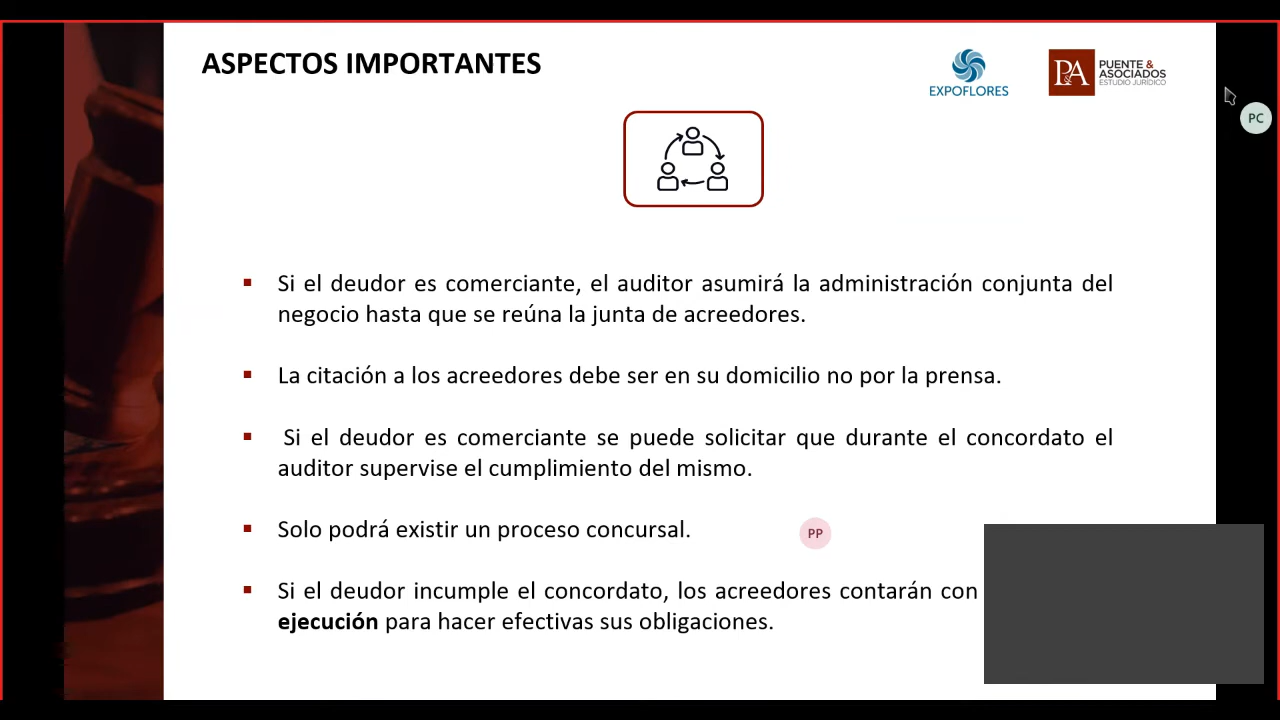 ASPECTOS IMPORTANTES
EXPOFLORES
P&A
PUENTE &
ASOCIADOS
ESTUDIO JURÍDICO
PC
▪ Si el deudor es comerciante, el auditor asumirá la administración conjunta del
negocio hasta que se reúna la junta de acreedores.
▪ La citación a los acreedores debe ser en su domicilio no por la prensa.
▪ Si el deudor es comerciante se puede solicitar que durante el concordato el
auditor supervise el cumplimiento del mismo.
▪ Solo podrá existir un proceso concursal.
PP
▪ Si el deudor incumple el concordato, los acreedores contarán con
ejecución para hacer efectivas sus obligaciones.